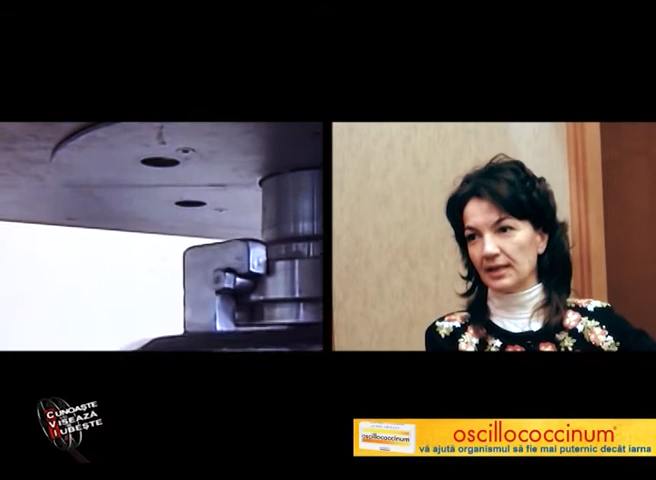 CUNOAȘTE
VISEAZĂ
IUBEȘTE
oscillococcinum
oscillococcinum®
vă ajută organismul să fie mai puternic decât iarna